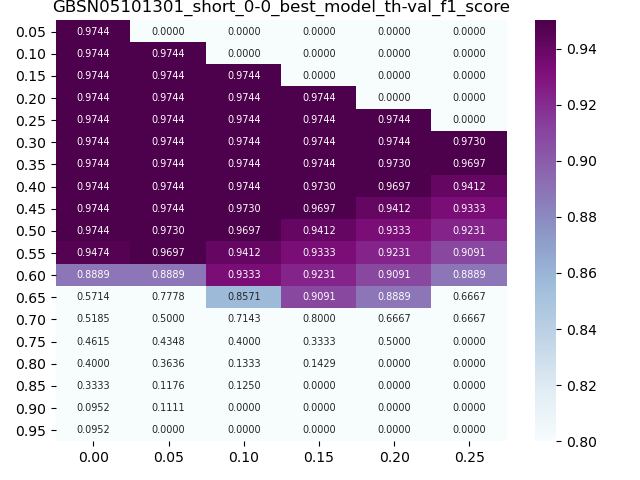 GBSN05101301_short_0-0_best_model_th-val_f1_score
0.05 0.9744 0.0000 0.0000 0.0000 0.0000 0.0000
0.10 0.9744 0.9744 0.0000 0.0000 0.0000 0.0000
0.15 0.9744 0.9744 0.9744 0.0000 0.0000 0.0000
0.20 0.9744 0.9744 0.9744 0.9744 0.0000 0.0000
0.25 0.9744 0.9744 0.9744 0.9744 0.9744 0.0000
0.30 0.9744 0.9744 0.9744 0.9744 0.9744 0.9730
0.35 0.9744 0.9744 0.9744 0.9744 0.9730 0.9697
0.40 0.9744 0.9744 0.9744 0.9730 0.9697 0.9412
0.45 0.9744 0.9744 0.9730 0.9697 0.9412 0.9333
0.50 0.9744 0.9730 0.9697 0.9412 0.9333 0.9231
0.55 0.9474 0.9697 0.9412 0.9333 0.9231 0.9091
0.60 0.8889 0.8889 0.9333 0.9231 0.9091 0.8889
0.65 0.5714 0.7778 0.8571 0.9091 0.8889 0.6667
0.70 0.5185 0.5000 0.7143 0.8000 0.6667 0.6667
0.75 0.4615 0.4348 0.4000 0.3333 0.5000 0.0000
0.80 0.4000 0.3636 0.1333 0.1429 0.0000 0.0000
0.85 0.3333 0.1176 0.1250 0.0000 0.0000 0.0000
0.90 0.0952 0.1111 0.0000 0.0000 0.0000 0.0000
0.95 0.0952 0.0000 0.0000 0.0000 0.0000 0.0000
0.00 0.05 0.10 0.15 0.20 0.25
0.94
0.92
0.90
0.88
0.86
0.84
0.82
0.80